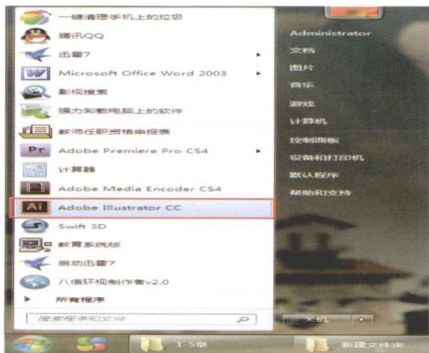 一键清理手机上的垃圾
腾讯QQ
迅雷7
Microsoft Office Word 2003
影视搜索
强力卸载电脑上的软件
教师任职资格申报表
Adobe Premiere Pro CS4
计算器
Adobe Media Encoder CS4
Adobe Illustrator CC
Swift 3D
教育系统版
启动迅雷7
八循环视制作者v2.0
所有程序
搜索程序和文件
Administrator
文档
图片
音乐
游戏
计算机
控制面板
设备和打印机
默认程序
帮助和支持
关机
1-5章
新建文件夹